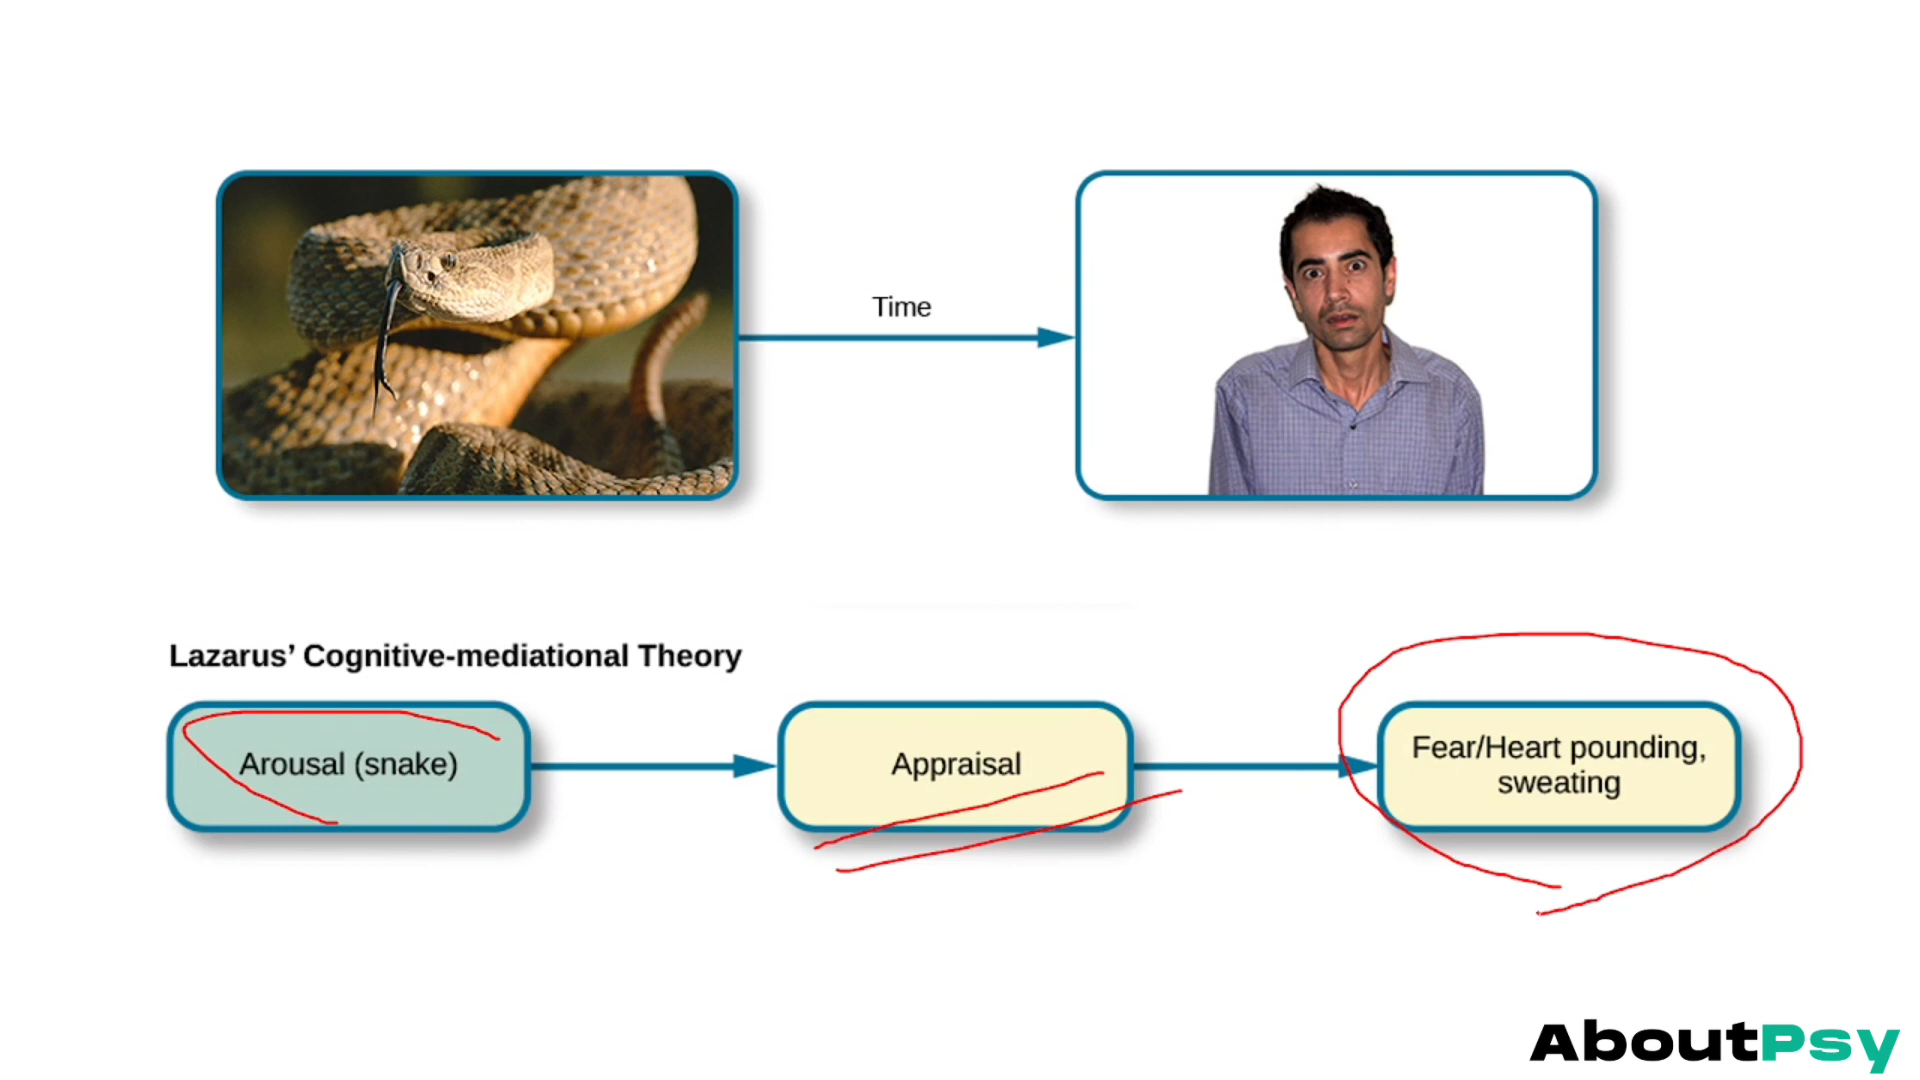 Time
Lazarus’ Cognitive-mediational Theory
Arousal (snake)
Appraisal
Fear/Heart pounding,
sweating
AboutPsy